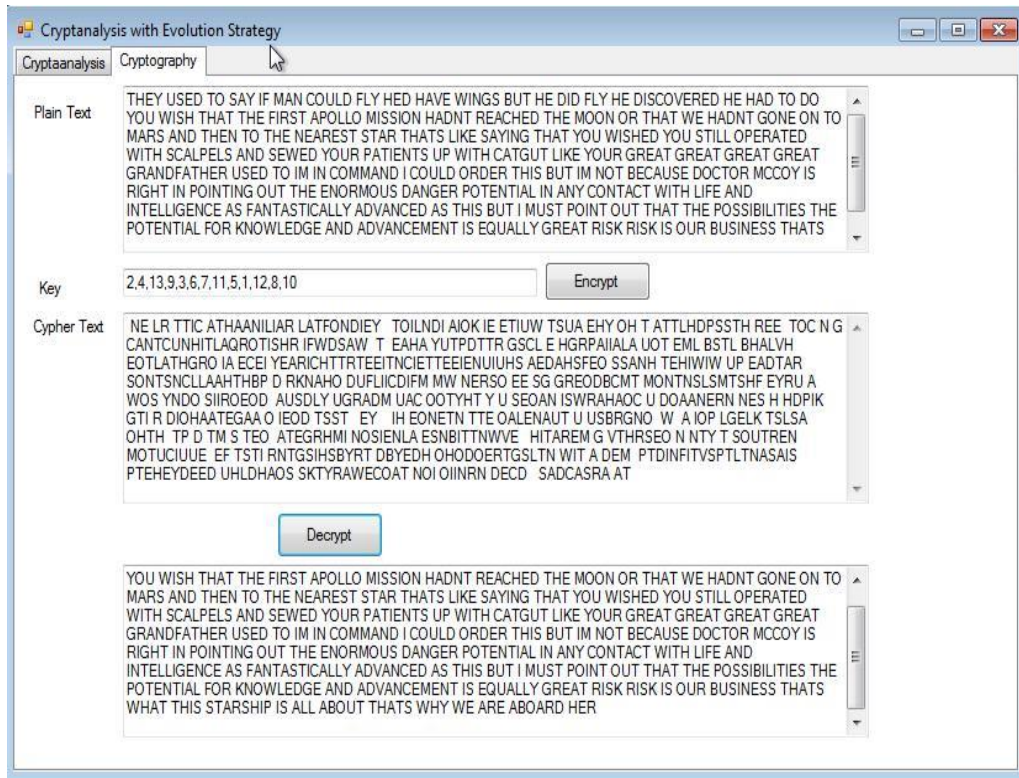 Cryptanalysis with Evolution Strategy
Cryptaanalysis Cryptography
Plain Text
THEY USED TO SAY IF MAN COULD FLY HED HAVE WINGS BUT HE DID FLY HE DISCOVERED HE HAD TO DO
YOU WISH THAT THE FIRST APOLLO MISSION HADNT REACHED THE MOON OR THAT WE HADNT GONE ON TO
MARS AND THEN TO THE NEAREST STAR THATS LIKE SAYING THAT YOU WISHED YOU STILL OPERATED
WITH SCALPELS AND SEWED YOUR PATIENTS UP WITH CATGUT LIKE YOUR GREAT GREAT GREAT GREAT
GRANDFATHER USED TO IM IN COMMAND I COULD ORDER THIS BUT IM NOT BECAUSE DOCTOR MCCOY IS
RIGHT IN POINTING OUT THE ENORMOUS DANGER POTENTIAL IN ANY CONTACT WITH LIFE AND
INTELLIGENCE AS FANTASTICALLY ADVANCED AS THIS BUT I MUST POINT OUT THAT THE POSSIBILITIES THE
POTENTIAL FOR KNOWLEDGE AND ADVANCEMENT IS EQUALLY GREAT RISK RISK IS OUR BUSINESS THATS
Key
2,4,13,9,3,6,7,11,5,1,12,8,10
Encrypt
Cypher Text
NE LR TTIC ATHAANILIAR LATFONDIEY   TOILNDI AIOK IE ETIUW TSUA EHY OH T ATTLHDPSSTH REE  TOC N G
CANTCUNHITLAQROTISHR IFWDSAW  T  EAHA YUTPDTTR GSCL E HGRPAIIALA UOT EML BSTL BHALVH
EOTLATHGRO IA ECEI YEARICHTTRTEEITNCIETTEEIENUIUHS AEDAHSFEO SSANH TEHIWIW UP EADTAR
SONTSNCLLAAHTHBP D RKNAHO DUFLIICDIFM MW NERSO EE SG GREODBCMT MONTNSLSMTSHF EYRU A
WOS YNDO SIIROEOD  AUSDLY UGRADM UAC OOTYHT Y U SEOAN ISWRAHAOC U DOAANERN NES H HDPIK
GTI R DIOHAATEGAA O IEOD TSST   EY    IH EONETN TTE OALENAUT U USBRGNO  W  A IOP LGELK TSLSA
OHTH  TP D TM S TEO  ATEGRHMI NOSIENLA ESNBITTNWVE   HITAREM G VTHRSEO N NTY T SOUTREN
MOTUCIUUE  EF TSTI RNTGSIHSBYRT DBYEDH OHODOERTGSLTN WIT A DEM  PTDINFITVSPTLTNASAIS
PTEHEYDEED UHLDHAOS SKTYRAWECOAT NOI OIINRN DECD   SADCASRA AT
Decrypt
YOU WISH THAT THE FIRST APOLLO MISSION HADNT REACHED THE MOON OR THAT WE HADNT GONE ON TO
MARS AND THEN TO THE NEAREST STAR THATS LIKE SAYING THAT YOU WISHED YOU STILL OPERATED
WITH SCALPELS AND SEWED YOUR PATIENTS UP WITH CATGUT LIKE YOUR GREAT GREAT GREAT GREAT
GRANDFATHER USED TO IM IN COMMAND I COULD ORDER THIS BUT IM NOT BECAUSE DOCTOR MCCOY IS
RIGHT IN POINTING OUT THE ENORMOUS DANGER POTENTIAL IN ANY CONTACT WITH LIFE AND
INTELLIGENCE AS FANTASTICALLY ADVANCED AS THIS BUT I MUST POINT OUT THAT THE POSSIBILITIES THE
POTENTIAL FOR KNOWLEDGE AND ADVANCEMENT IS EQUALLY GREAT RISK RISK IS OUR BUSINESS THATS
WHAT THIS STARSHIP IS ALL ABOUT THATS WHY WE ARE ABOARD HER